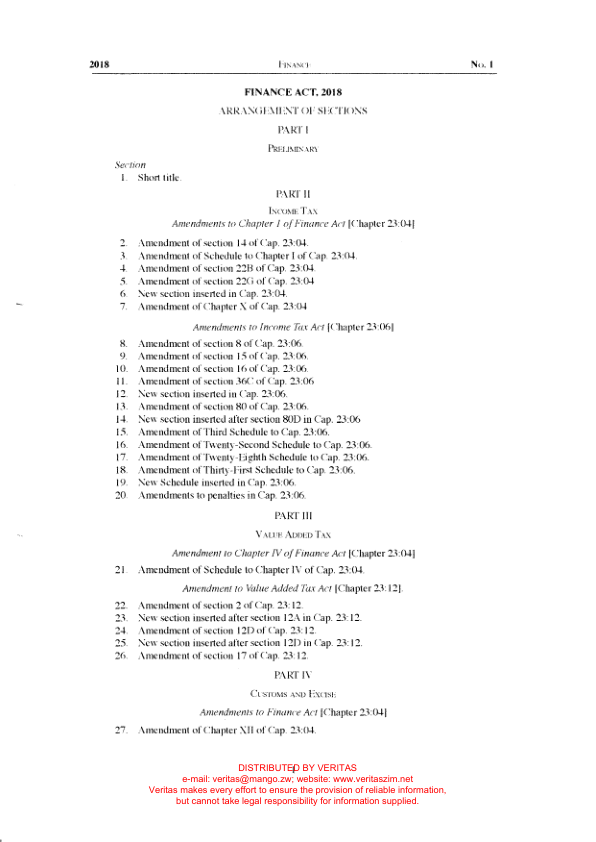 2018 FINANCE NO. 1
FINANCE ACT, 2018
ARRANGEMENT OF SECTIONS
PART I
PRELIMINARY
Section
1. Short title.
PART II
INCOME TAX
Amendments to Chapter I of Finance Act [Chapter 23:04]
2. Amendment of section 14 of Cap. 23:04.
3. Amendment of Schedule to Chapter I of Cap. 23:04.
4. Amendment of section 22B of Cap. 23:04.
5. Amendment of section 22G of Cap. 23:04
6. New section inserted in Cap. 23:04.
7. Amendment of Chapter X of Cap. 23:04
Amendments to Income Tax Act [Chapter 23:06]
8. Amendment of section 8 of Cap. 23:06.
9. Amendment of section 15 of Cap. 23:06.
10. Amendment of section 16 of Cap. 23:06.
11. Amendment of section 36C of Cap. 23:06
12. New section inserted in Cap. 23:06.
13. Amendment of section 80 of Cap. 23:06.
14. New section inserted after section 80D in Cap. 23:06
15. Amendment of Third Schedule to Cap. 23:06.
16. Amendment of Twenty-Second Schedule to Cap. 23:06.
17. Amendment of Twenty-Eighth Schedule to Cap. 23:06.
18. Amendment of Thirty-First Schedule to Cap. 23:06.
19. New Schedule inserted in Cap. 23:06.
20. Amendments to penalties in Cap. 23:06.
PART III
VALUE ADDED TAX
Amendment to Chapter IV of Finance Act [Chapter 23:04]
21. Amendment of Schedule to Chapter IV of Cap. 23:04.
Amendment to Value Added Tax Act [Chapter 23:12].
22. Amendment of section 2 of Cap. 23:12.
23. New section inserted after section 12A in Cap. 23:12.
24. Amendment of section 12D of Cap. 23:12.
25. New section inserted after section 12D in Cap. 23:12.
26. Amendment of section 17 of Cap. 23:12.
PART IV
CUSTOMS AND EXCISE
Amendments to Finance Act [Chapter 23:04]
27. Amendment of Chapter XII of Cap. 23:04.
DISTRIBUTED BY VERITAS
e-mail: veritas@mango.zw; website: www.veritaszim.net
Veritas makes every effort to ensure the provision of reliable information,
but cannot take legal responsibility for information supplied.